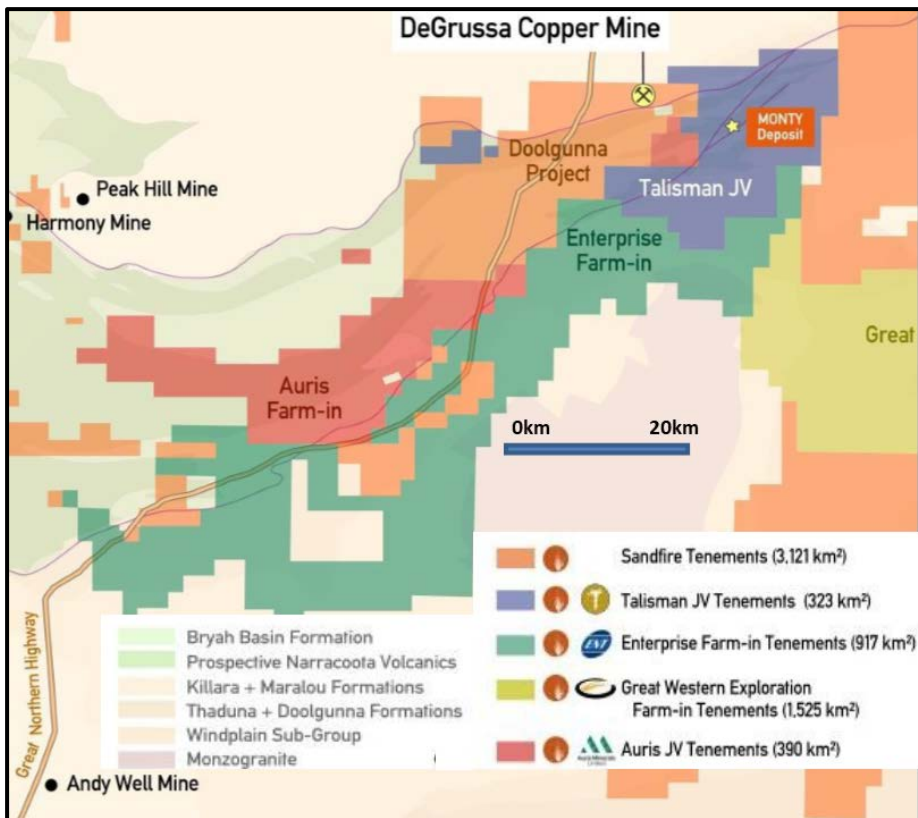 DeGrussa Copper Mine
MONTY
Deposit
Doolgunna
Project
Talisman JV
Peak Hill Mine
Harmony Mine
Enterprise
Farm-in
Great
Auris
Farm-in
0km 20km
Great Northern Highway
Andy Well Mine
Bryah Basin Formation
Prospective Narracoota Volcanics
Killara + Maralou Formations
Thaduna + Doolgunna Formations
Windplain Sub-Group
Monzogranite
Sandfire Tenements (3,121 km²)
T
Talisman JV Tenements (323 km²)
ENT
Enterprise Farm-in Tenements (917 km²)
Great Western Exploration
Farm-in Tenements (1,525 km²)
Auris JV Tenements (390 km²)